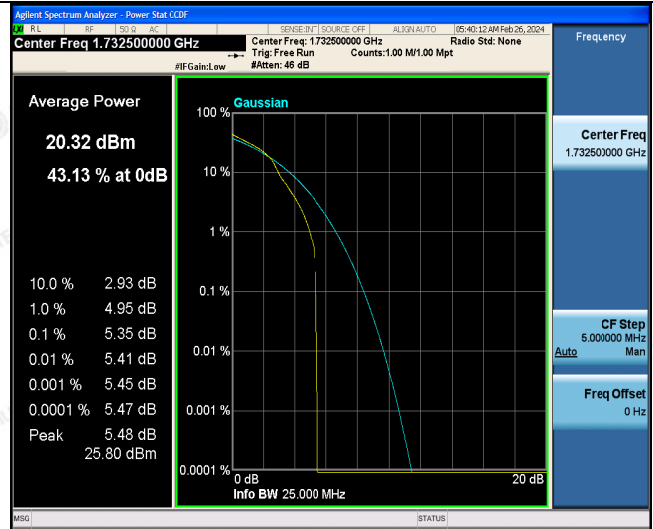 Agilent Spectrum Analyzer - Power Stat CCDF
LXI RL RF 50 Ω AC SENSE:INT SOURCE OFF ALIGN AUTO 05:40:12 AM Feb 26, 2024
Center Freq 1.732500000 GHz
Center Freq: 1.732500000 GHz Radio Std: None
Trig: Free Run Counts:1.00 M/1.00 Mpt
#IFGain:Low #Atten: 46 dB
Frequency
Average Power
20.32 dBm
43.13 % at 0dB
10.0 % 2.93 dB
1.0 % 4.95 dB
0.1 % 5.35 dB
0.01 % 5.41 dB
0.001 % 5.45 dB
0.0001 % 5.47 dB
Peak 5.48 dB
25.80 dBm
Gaussian
100 %
10 %
1 %
0.1 %
0.01 %
0.001 %
0.0001 %
0 dB 20 dB
Info BW 25.000 MHz
Center Freq
1.732500000 GHz
CF Step
5.000000 MHz
Auto Man
Freq Offset
0 Hz
MSG STATUS